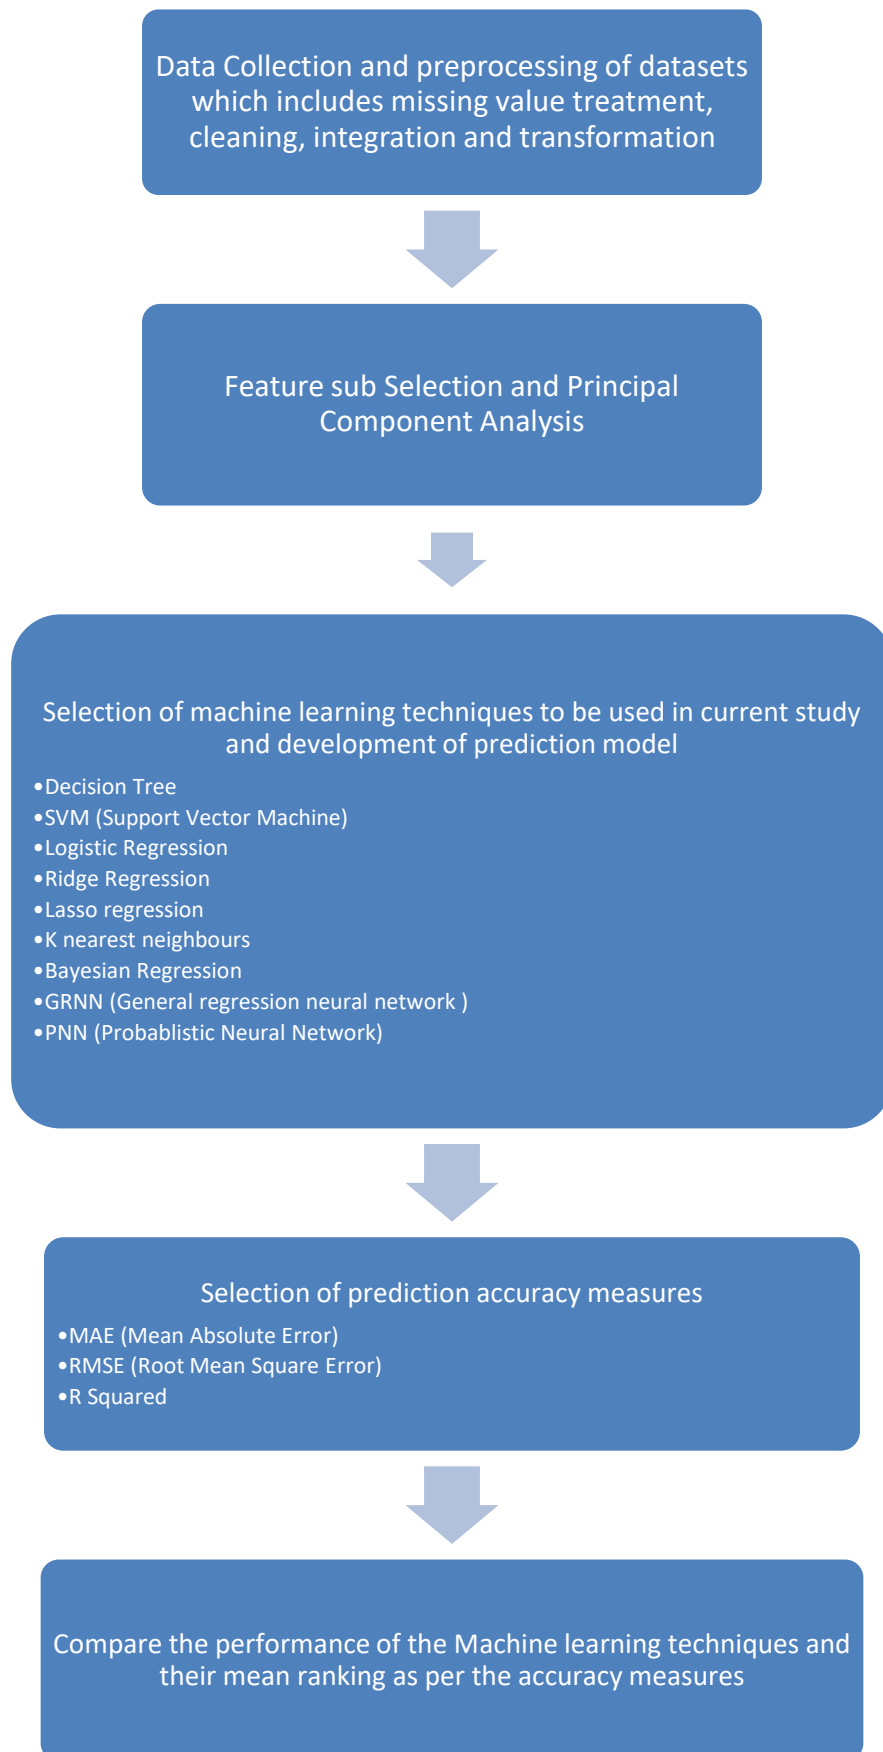 Data Collection and preprocessing of datasets
which includes missing value treatment,
cleaning, integration and transformation
Feature sub Selection and Principal
Component Analysis
Selection of machine learning techniques to be used in current study
and development of prediction model
•Decision Tree
•SVM (Support Vector Machine)
•Logistic Regression
•Ridge Regression
•Lasso regression
•K nearest neighbours
•Bayesian Regression
•GRNN (General regression neural network )
•PNN (Probablistic Neural Network)
Selection of prediction accuracy measures
•MAE (Mean Absolute Error)
•RMSE (Root Mean Square Error)
•R Squared
Compare the performance of the Machine learning techniques and
their mean ranking as per the accuracy measures